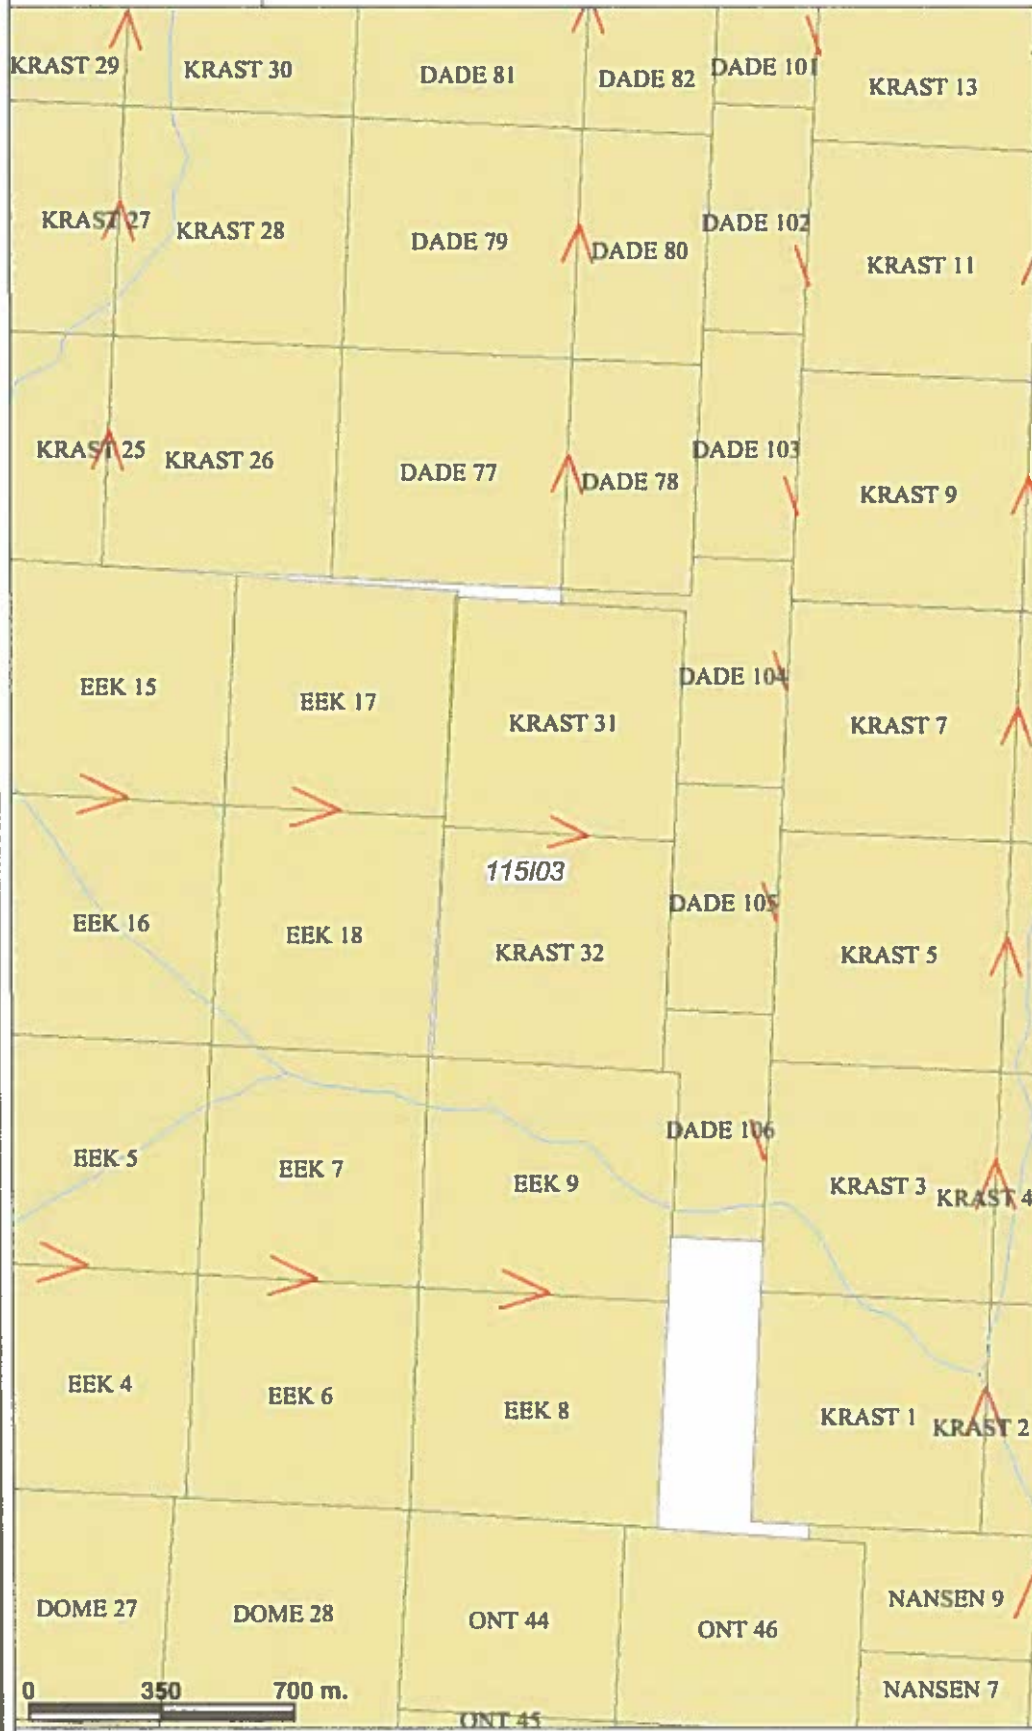 KRAST 29
KRAST 30
DADE 81
DADE 82
DADE 101
KRAST 13
KRAST 27
KRAST 28
DADE 79
DADE 80
DADE 102
KRAST 11
KRAST 25
KRAST 26
DADE 77
DADE 78
DADE 103
KRAST 9
EEK 15
EEK 17
KRAST 31
DADE 104
KRAST 7
115I/03
EEK 16
EEK 18
KRAST 32
DADE 105
KRAST 5
EEK 5
EEK 7
EEK 9
DADE 106
KRAST 3
KRAST 4
EEK 4
EEK 6
EEK 8
KRAST 1
KRAST 2
DOME 27
DOME 28
ONT 44
ONT 46
NANSEN 9
NANSEN 7
0 350 700 m.
ONT 45